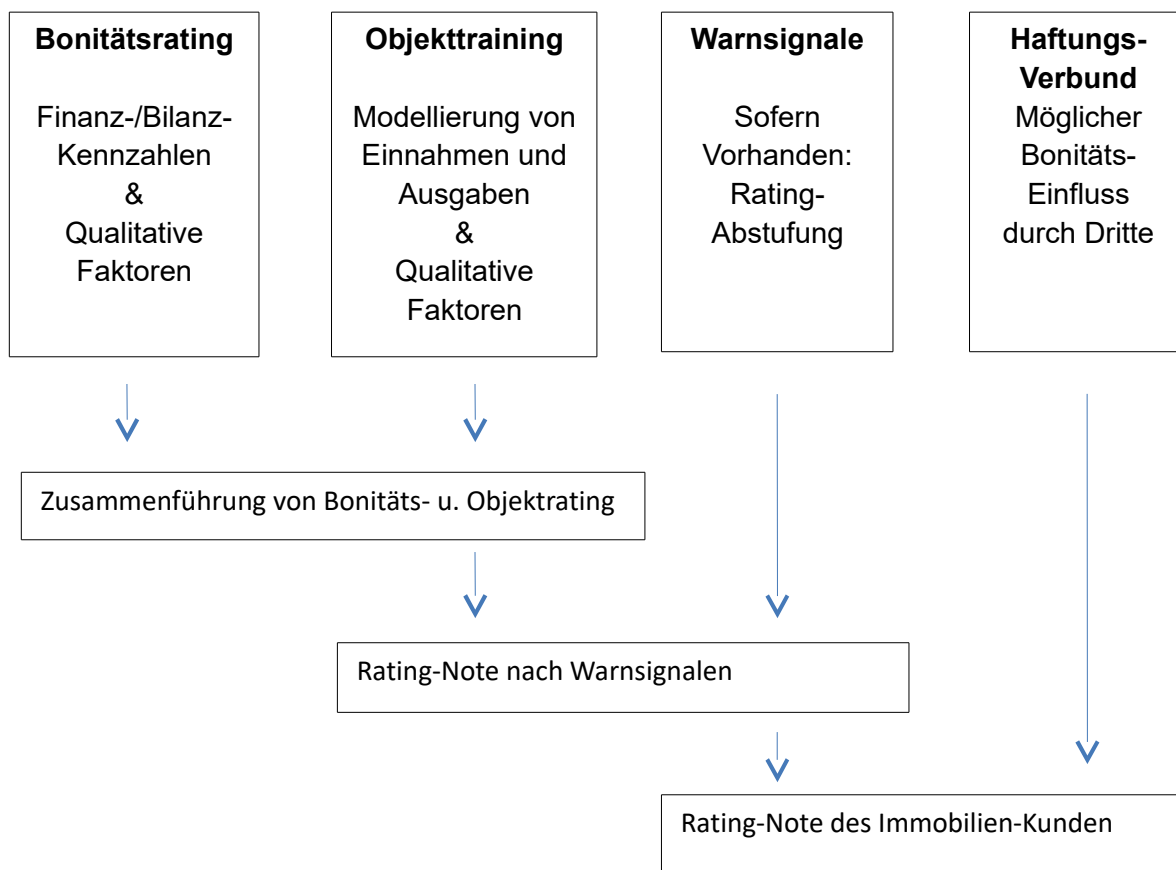 Bonitätsrating
Finanz-/Bilanz-
Kennzahlen
&
Qualitative
Faktoren
Objekttraining
Modellierung von
Einnahmen und
Ausgaben
&
Qualitative
Faktoren
Warnsignale
Sofern
Vorhanden:
Rating-
Abstufung
Haftungs-
Verbund
Möglicher
Bonitäts-
Einfluss
durch Dritte
Zusammenführung von Bonitäts- u. Objektrating
Rating-Note nach Warnsignalen
Rating-Note des Immobilien-Kunden